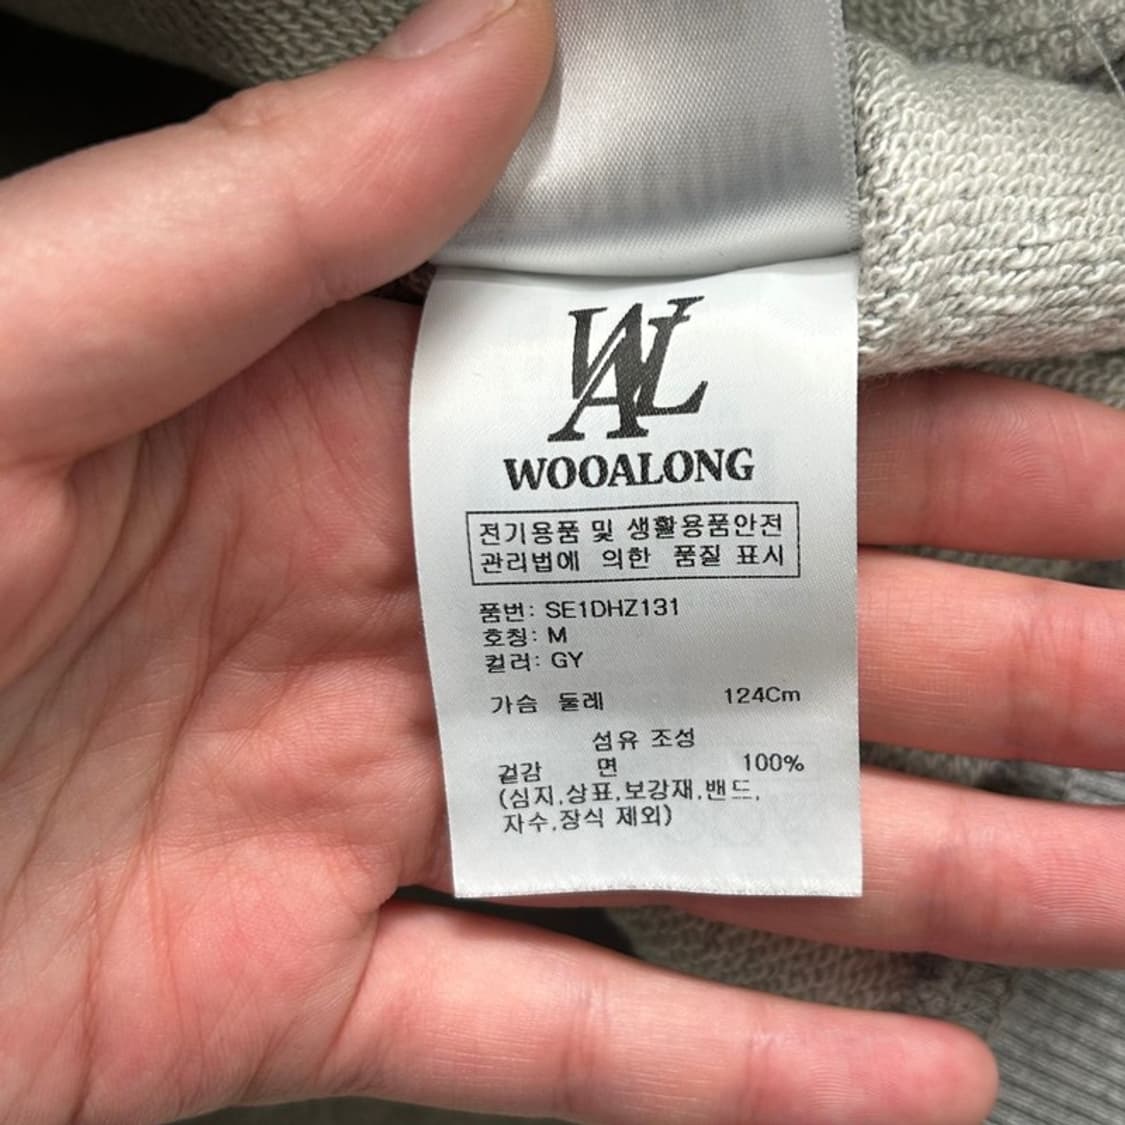 WAL
WOOALONG
전기용품 및 생활용품안전
관리법에 의한 품질 표시
품번: SE1DHZ131
호칭: M
컬러: GY
가슴 둘레 124Cm
섬유 조성
겉감 면 100%
(심지,상표,보강재,밴드,
자수,장식 제외)